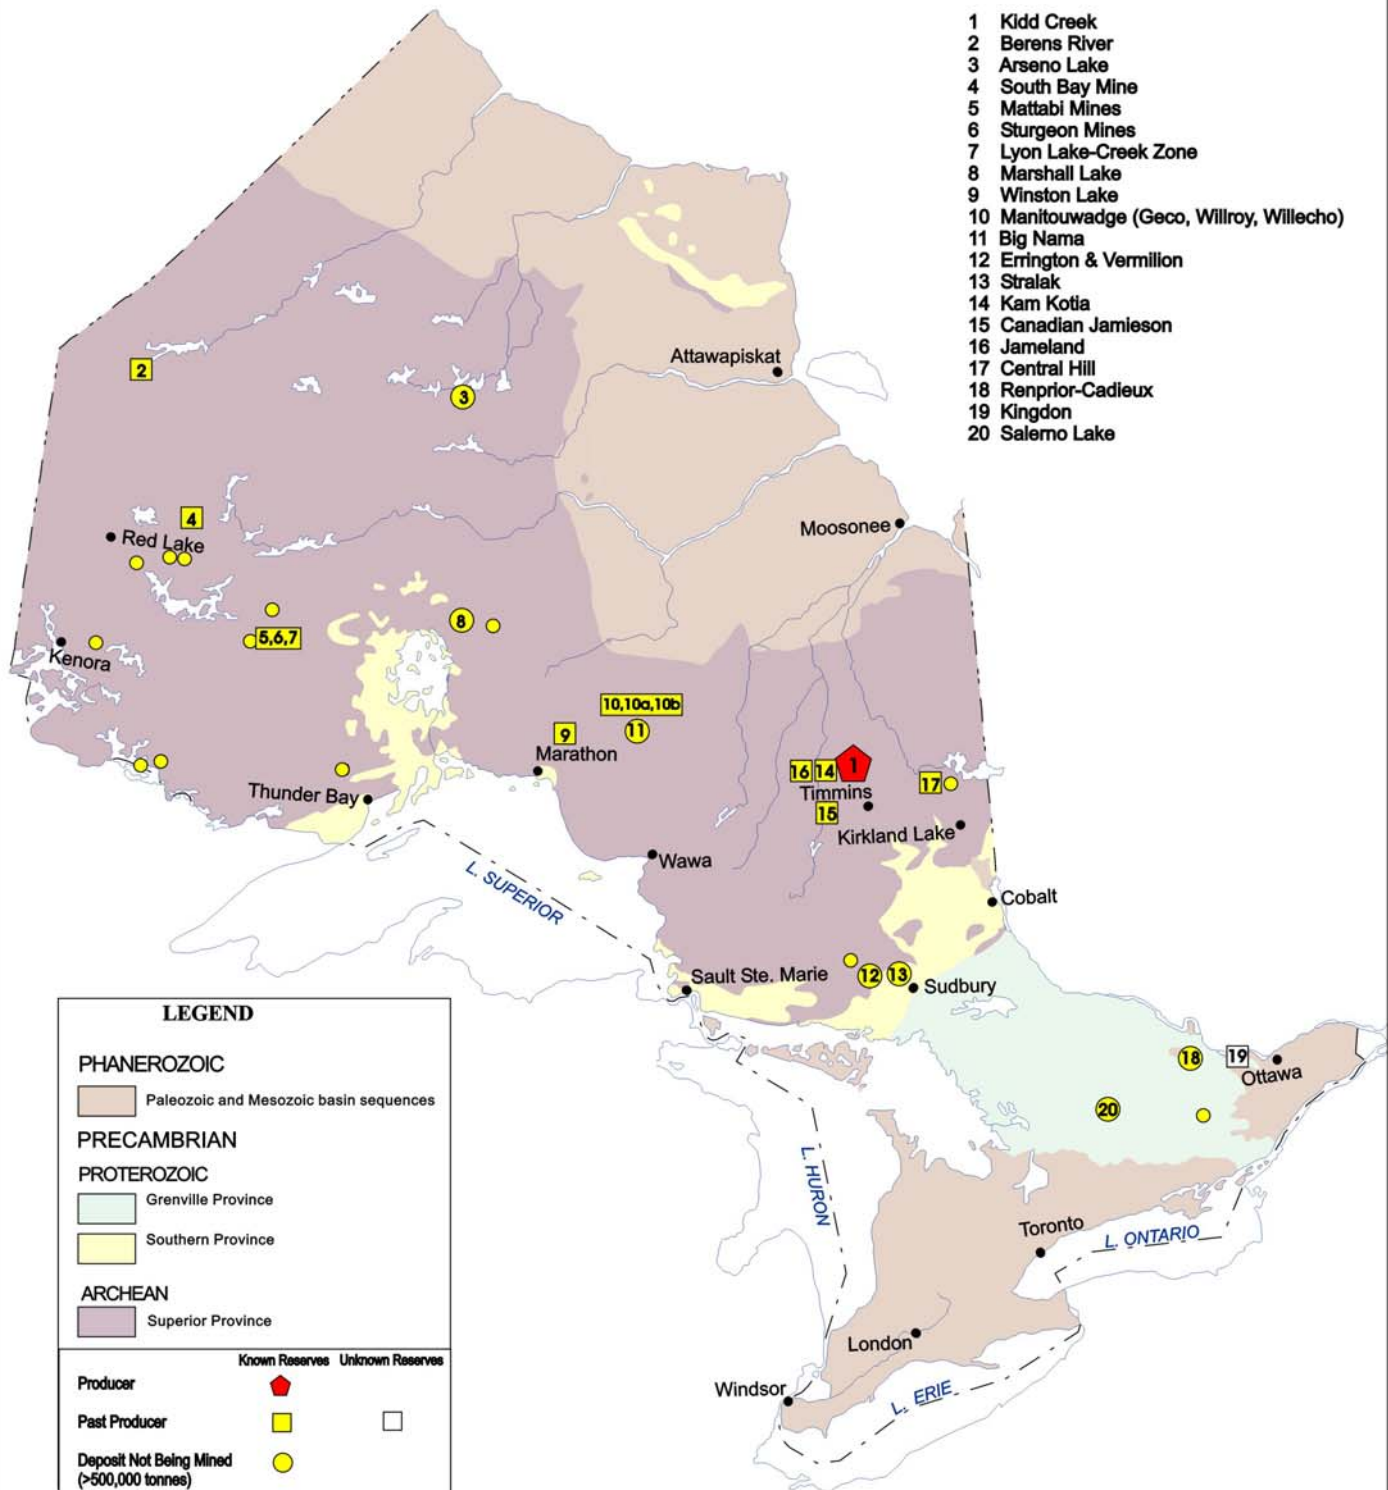 1 Kidd Creek
2 Berens River
3 Arseno Lake
4 South Bay Mine
5 Mattabi Mines
6 Sturgeon Mines
7 Lyon Lake-Creek Zone
8 Marshall Lake
9 Winston Lake
10 Manitouwadge (Geco, Willroy, Willecho)
11 Big Nama
12 Errington & Vermilion
13 Stralak
14 Kam Kotia
15 Canadian Jamieson
16 Jameland
17 Central Hill
18 Renprior-Cadieux
19 Kingdon
20 Salerno Lake
Attawapiskat
2
3
4
Moosonee
Red Lake
8
5,6,7
Kenora
10,10a,10b
9
11
Marathon
16
14
1
17
Thunder Bay
Timmins
15
Kirkland Lake
Wawa
L. SUPERIOR
Cobalt
Sault Ste. Marie
12
13
Sudbury
18
19
Ottawa
20
L. HURON
Toronto
L. ONTARIO
London
Windsor
L. ERIE
LEGEND
PHANEROZOIC
Paleozoic and Mesozoic basin sequences
PRECAMBRIAN
PROTEROZOIC
Grenville Province
Southern Province
ARCHEAN
Superior Province
Known Reserves Unknown Reserves
Producer
Past Producer
Deposit Not Being Mined
(>500,000 tonnes)